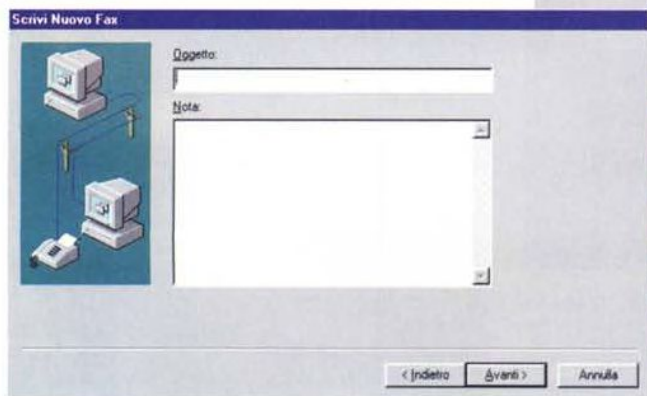 Scrivi Nuovo Fax
Oggetto:
Nota:
< Indietro
Avanti >
Annulla